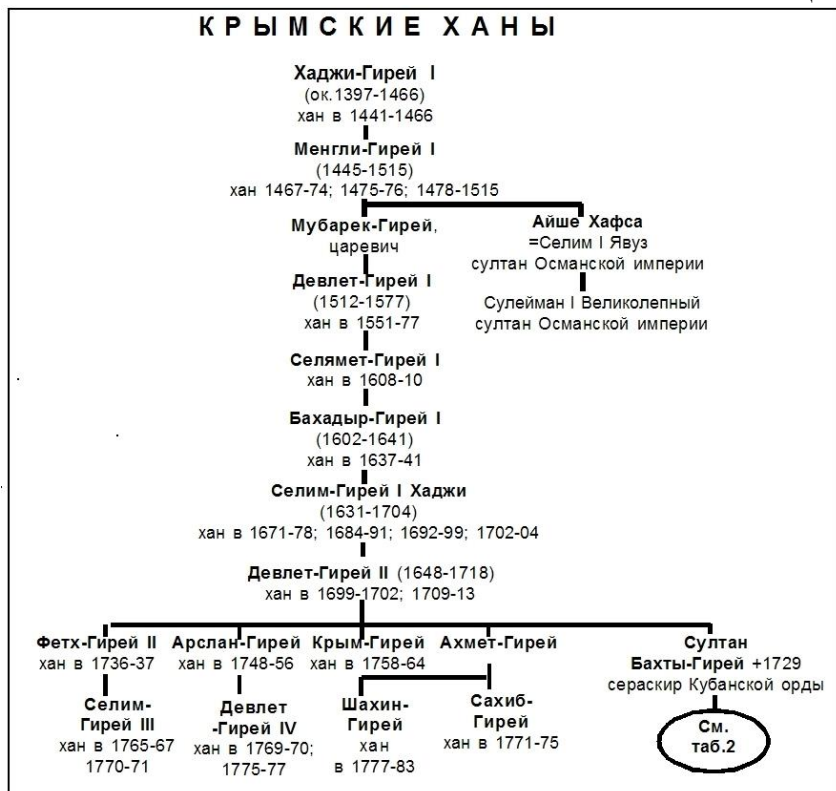 КРЫМСКИЕ ХАНЫ
Хаджи-Гирей I
(ок.1397-1466)
хан в 1441-1466
Менгли-Гирей I
(1445-1515)
хан 1467-74; 1475-76; 1478-1515
Мубарек-Гирей,
царевич
Айше Хафса
=Селим I Явуз
султан Османской империи
Девлет-Гирей I
(1512-1577)
хан в 1551-77
Сулейман I Великолепный
султан Османской империи
Селямет-Гирей I
хан в 1608-10
Бахадыр-Гирей I
(1602-1641)
хан в 1637-41
Селим-Гирей I Хаджи
(1631-1704)
хан в 1671-78; 1684-91; 1692-99; 1702-04
Девлет-Гирей II (1648-1718)
хан в 1699-1702; 1709-13
Фетх-Гирей II
хан в 1736-37
Арслан-Гирей
хан в 1748-56
Крым-Гирей
хан в 1758-64
Ахмет-Гирей
Султан
Бахты-Гирей +1729
сераскир Кубанской орды
Селим-
Гирей III
хан в 1765-67
1770-71
Девлет
-Гирей IV
хан в 1769-70;
1775-77
Шахин-
Гирей
хан
в 1777-83
Сахиб-
Гирей
хан в 1771-75
См.
таб.2